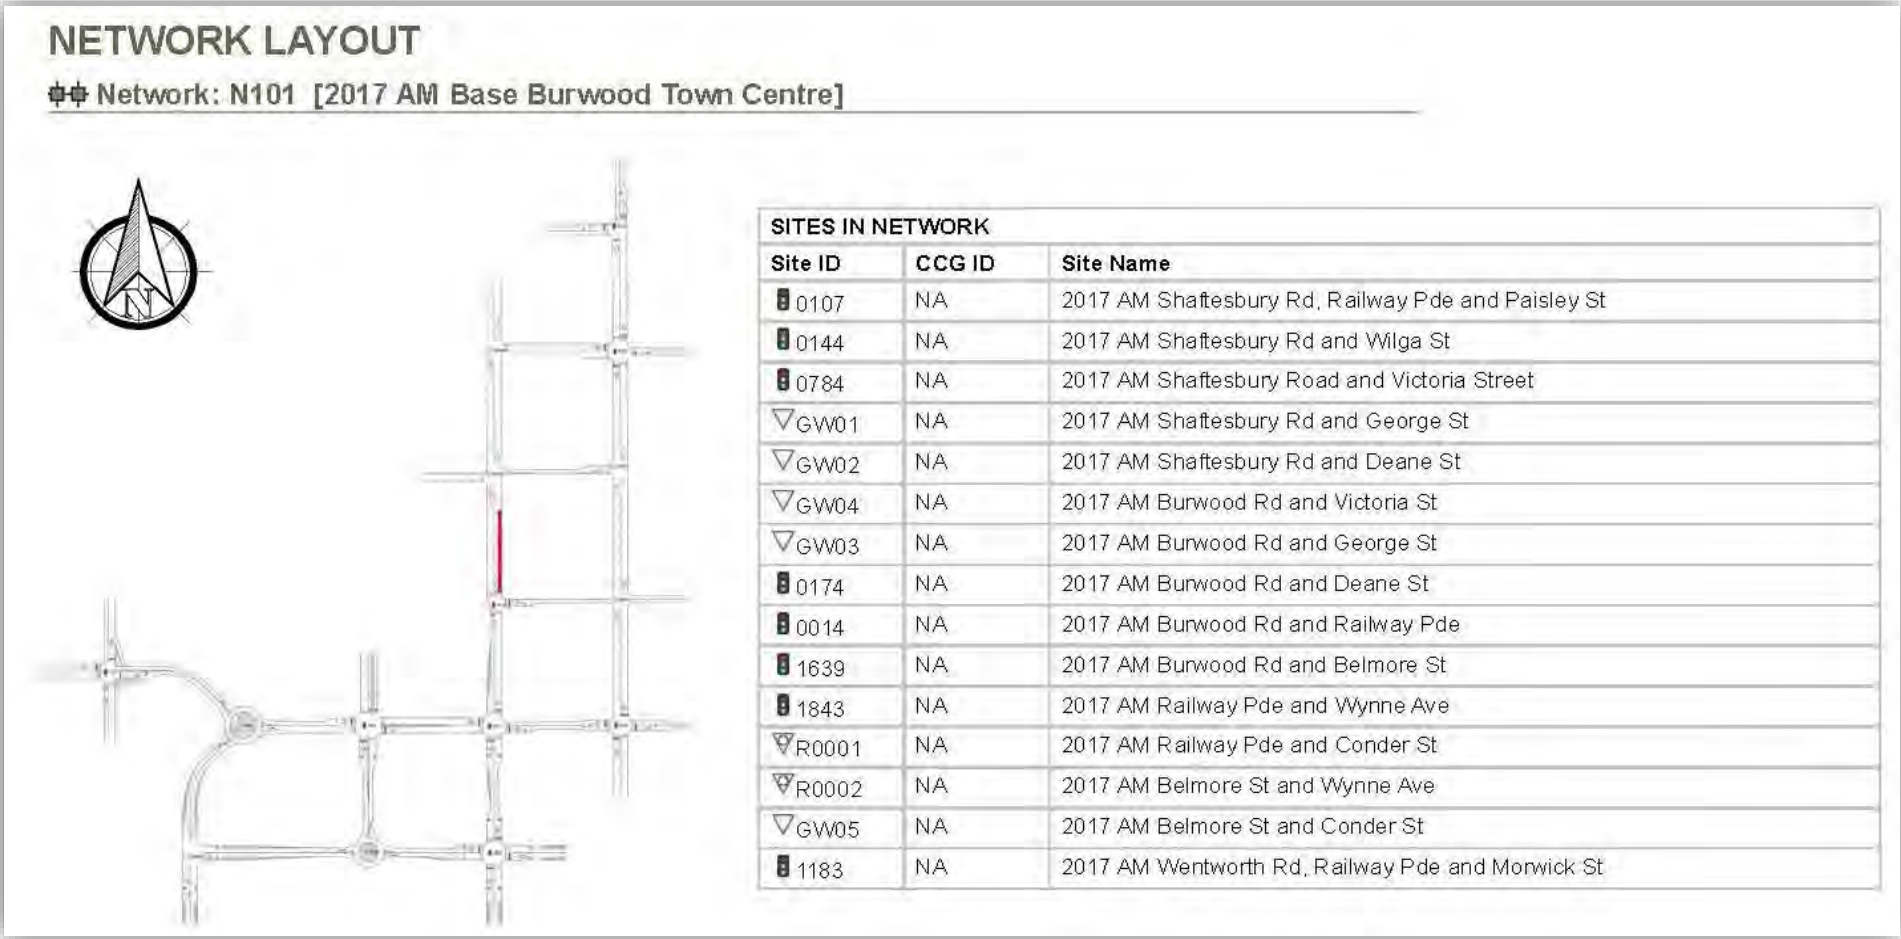 NETWORK LAYOUT
Network: N101 [2017 AM Base Burwood Town Centre]
N
SITES IN NETWORK
Site ID CCG ID Site Name
0107 NA 2017 AM Shaftesbury Rd, Railway Pde and Paisley St
0144 NA 2017 AM Shaftesbury Rd and Wilga St
0784 NA 2017 AM Shaftesbury Road and Victoria Street
GW01 NA 2017 AM Shaftesbury Rd and George St
GW02 NA 2017 AM Shaftesbury Rd and Deane St
GW04 NA 2017 AM Burwood Rd and Victoria St
GW03 NA 2017 AM Burwood Rd and George St
0174 NA 2017 AM Burwood Rd and Deane St
0014 NA 2017 AM Burwood Rd and Railway Pde
1639 NA 2017 AM Burwood Rd and Belmore St
1843 NA 2017 AM Railway Pde and Wynne Ave
R0001 NA 2017 AM Railway Pde and Conder St
R0002 NA 2017 AM Belmore St and Wynne Ave
GW05 NA 2017 AM Belmore St and Conder St
1183 NA 2017 AM Wentworth Rd, Railway Pde and Morwick St